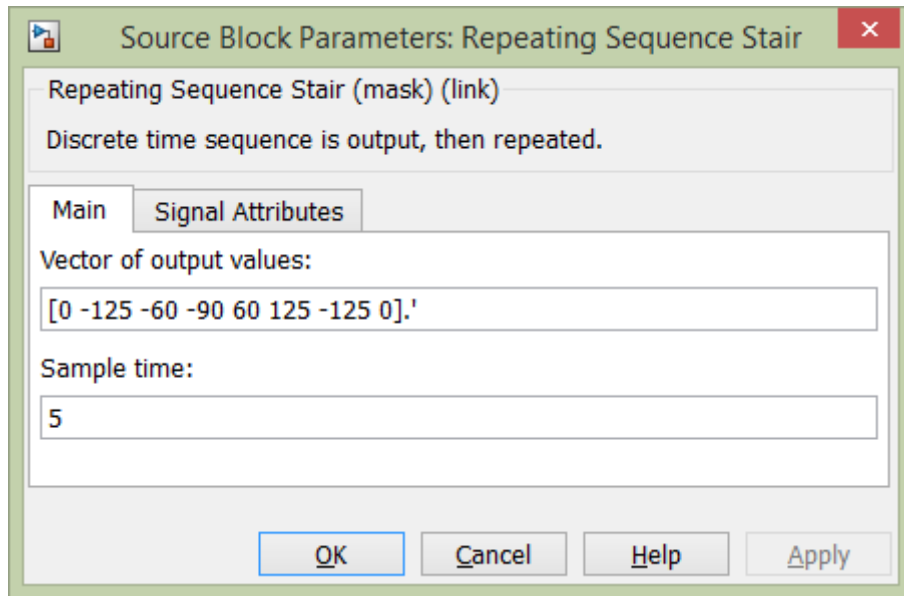 Source Block Parameters: Repeating Sequence Stair
Repeating Sequence Stair (mask) (link)
Discrete time sequence is output, then repeated.
Main Signal Attributes
Vector of output values:
[0 -125 -60 -90 60 125 -125 0].'
Sample time:
5
OK Cancel Help Apply